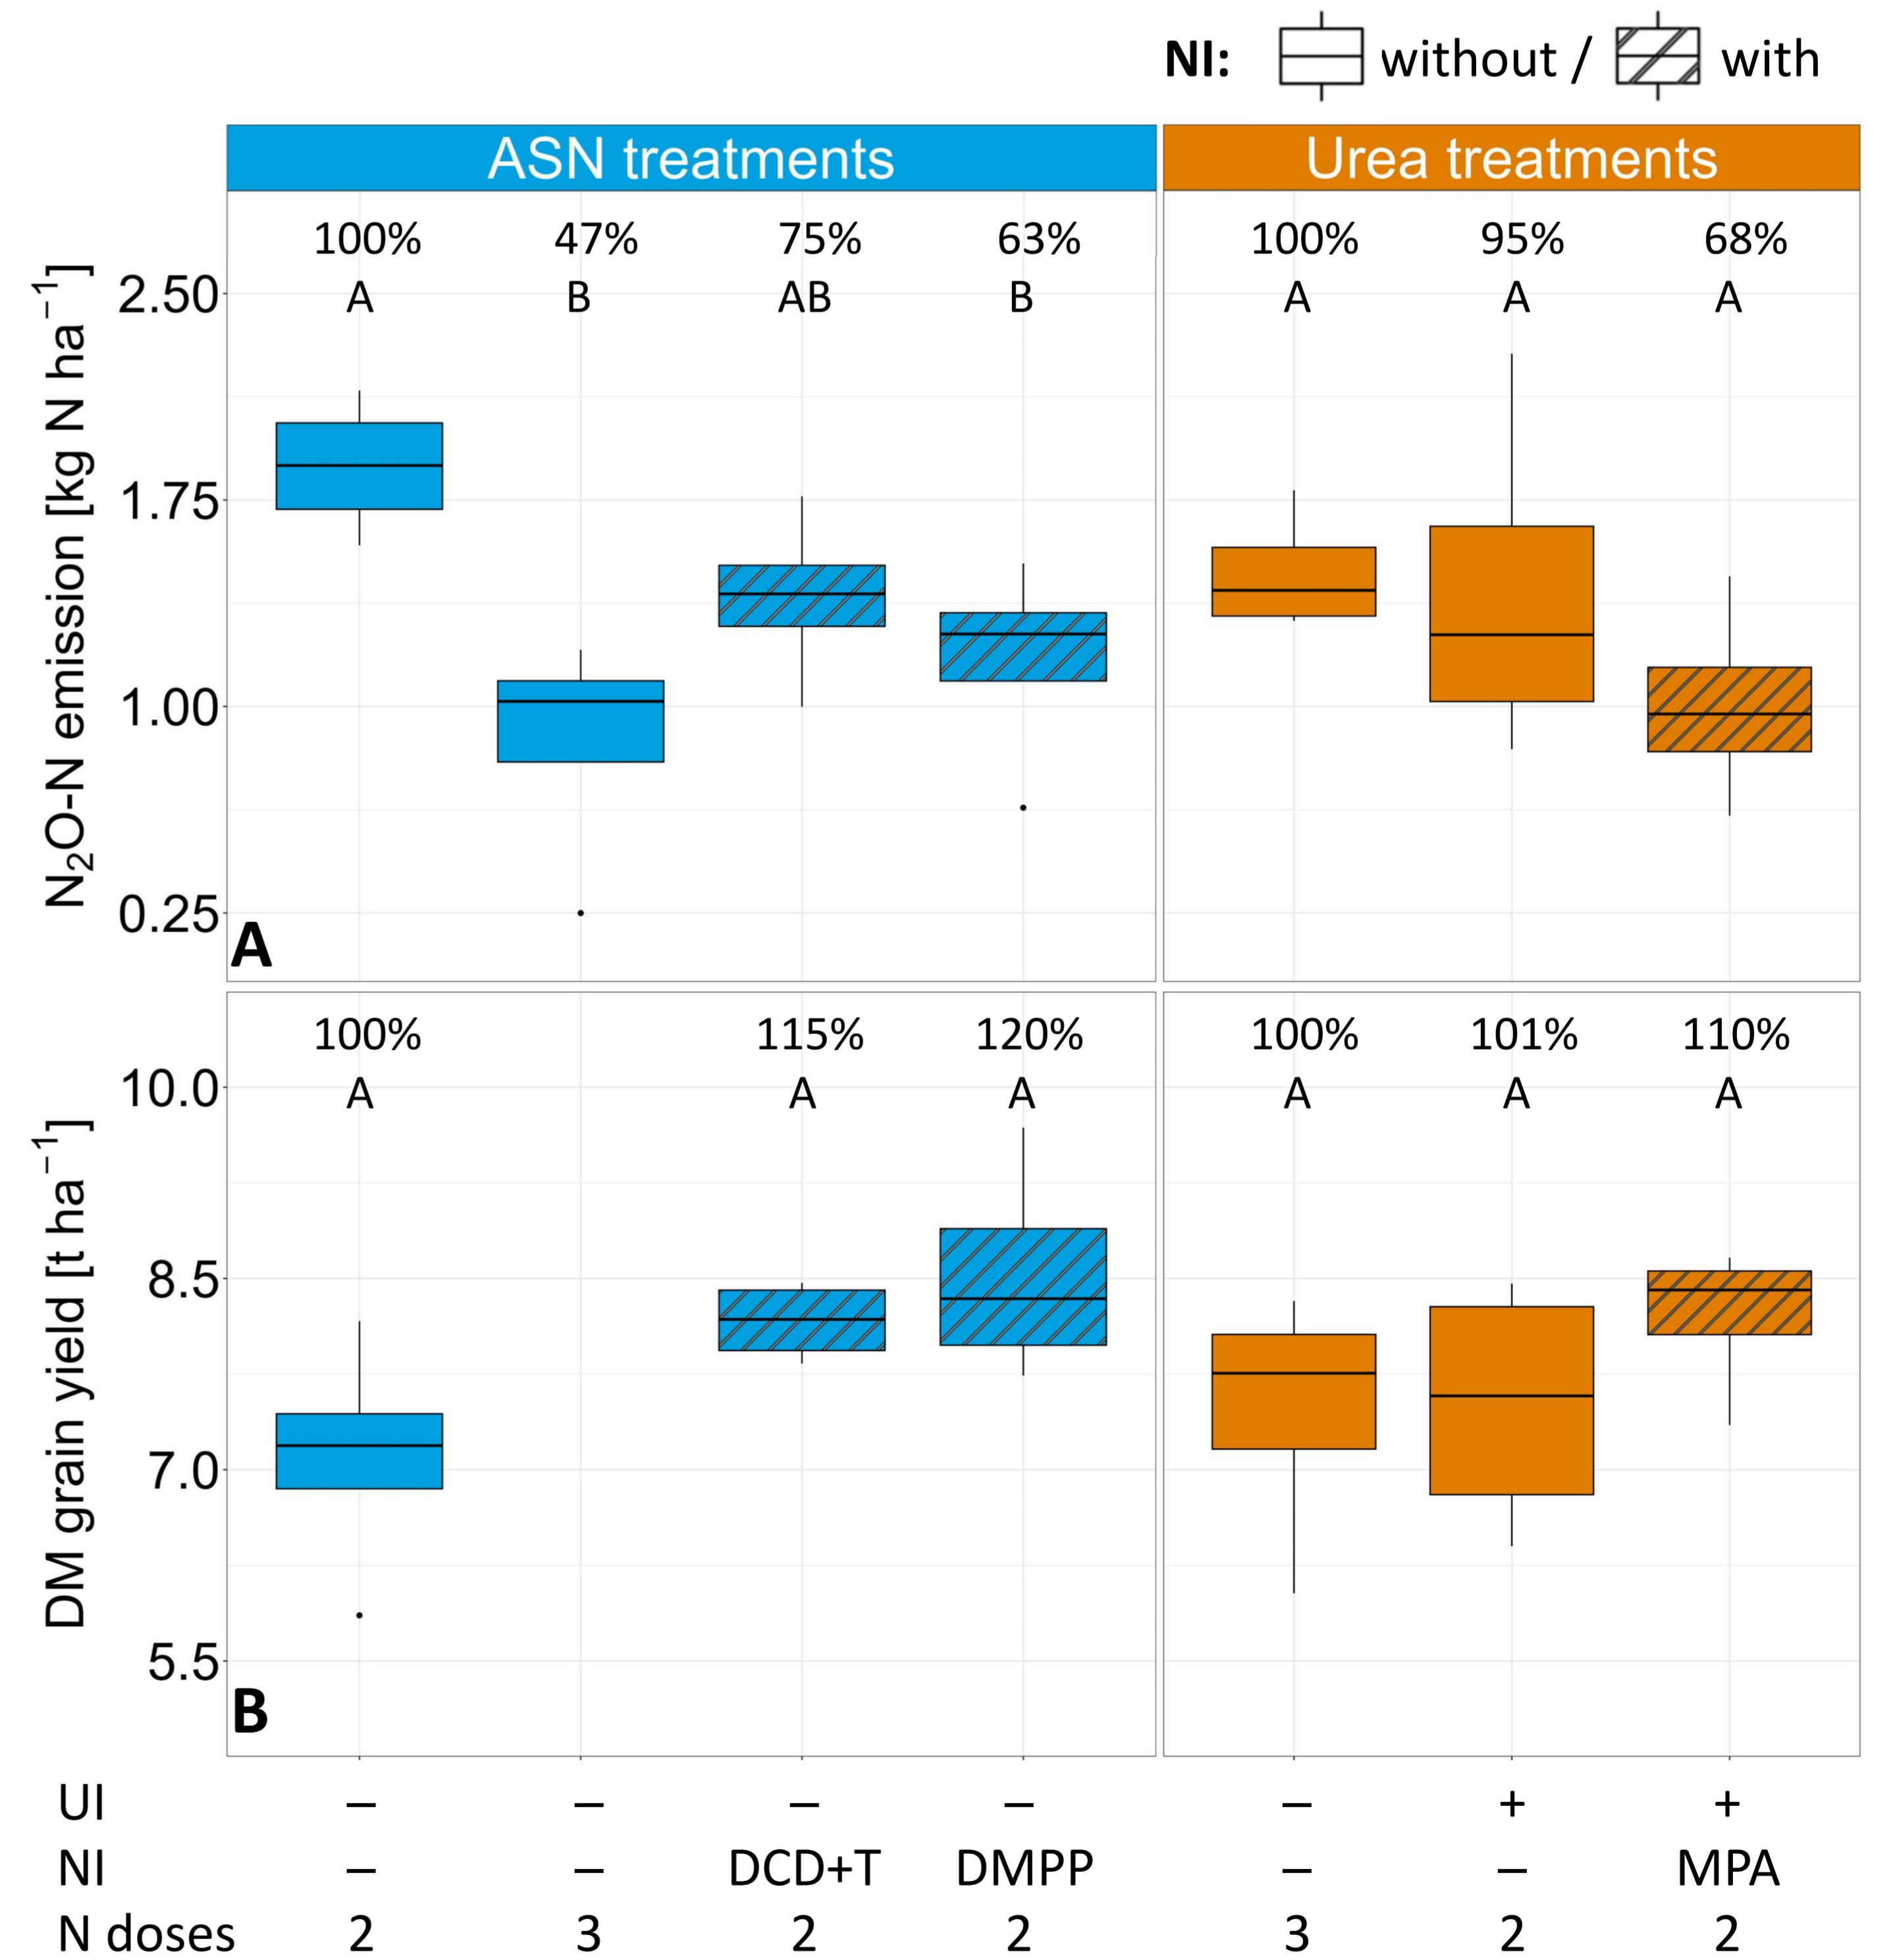 NI: without / with
ASN treatments Urea treatments
100% 47% 75% 63% 100% 95% 68%
A B AB B A A A
N₂O-N emission [kg N ha⁻¹]
2.50
1.75
1.00
0.25
A
100% 115% 120% 100% 101% 110%
A A A A A A
DM grain yield [t ha⁻¹]
10.0
8.5
7.0
5.5
B
UI – – – – – + +
NI – – DCD+T DMPP – – MPA
N doses 2 3 2 2 3 2 2